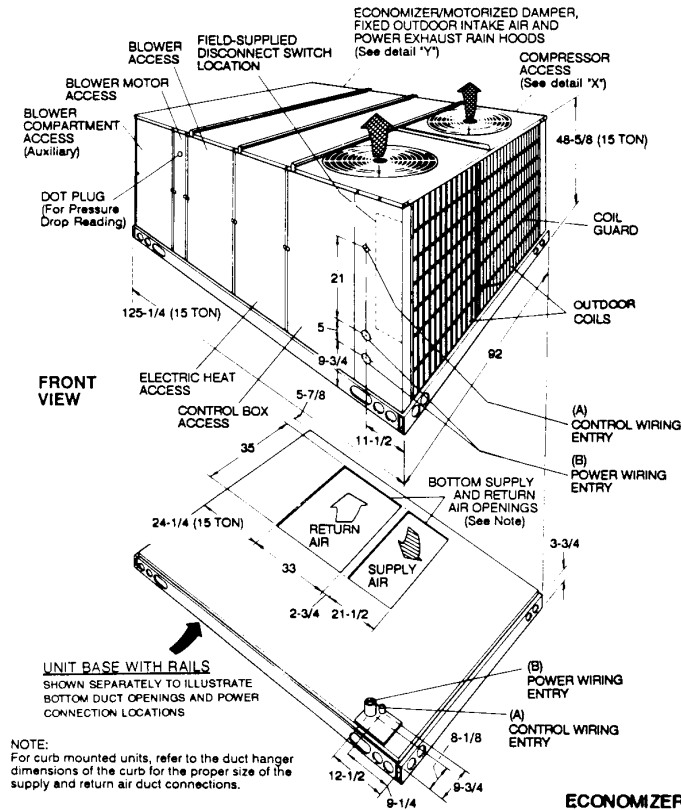 ECONOMIZER/MOTORIZED DAMPER,
FIXED OUTDOOR INTAKE AIR AND
POWER EXHAUST RAIN HOODS
(See detail "Y")
FIELD-SUPPLIED
DISCONNECT SWITCH
LOCATION
BLOWER
ACCESS
COMPRESSOR
ACCESS
(See detail "X")
BLOWER MOTOR
ACCESS
BLOWER
COMPARTMENT
ACCESS
(Auxiliary)
48-5/8 (15 TON)
DOT PLUG
(For Pressure
Drop Reading)
COIL
GUARD
21
125-1/4 (15 TON)
OUTDOOR
COILS
5
9-3/4
92
FRONT
VIEW
ELECTRIC HEAT
ACCESS
5-7/8
CONTROL BOX
ACCESS
11-1/2
(A)
CONTROL WIRING
ENTRY
(B)
POWER WIRING
ENTRY
35
BOTTOM SUPPLY
AND RETURN
AIR OPENINGS
(See Note)
24-1/4 (15 TON)
RETURN
AIR
3-3/4
33
SUPPLY
AIR
2-3/4
21-1/2
UNIT BASE WITH RAILS
SHOWN SEPARATELY TO ILLUSTRATE
BOTTOM DUCT OPENINGS AND POWER
CONNECTION LOCATIONS
(B)
POWER WIRING
ENTRY
(A)
CONTROL WIRING
ENTRY
8-1/8
NOTE:
For curb mounted units, refer to the duct hanger
dimensions of the curb for the proper size of the
supply and return air duct connections.
12-1/2
9-3/4
9-1/4
ECONOMIZER